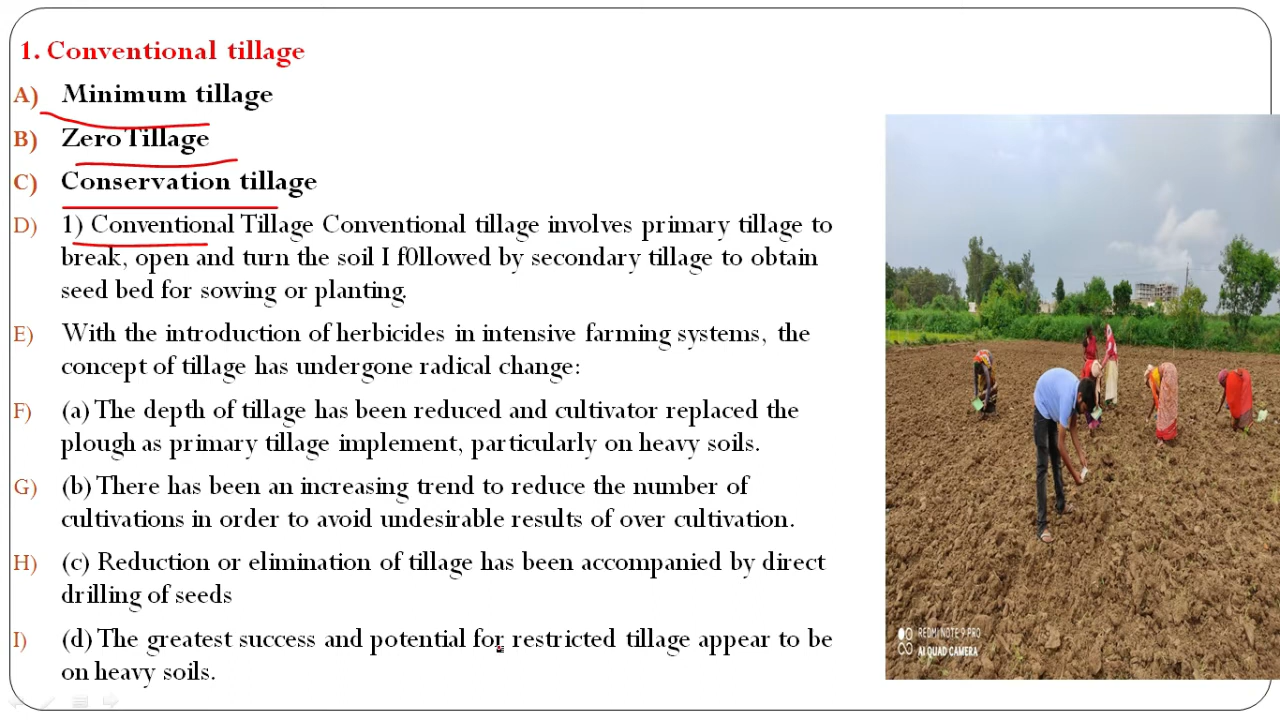 1. Conventional tillage
A) Minimum tillage
B) Zero Tillage
C) Conservation tillage
D) 1) Conventional Tillage Conventional tillage involves primary tillage to
break, open and turn the soil I f0llowed by secondary tillage to obtain
seed bed for sowing or planting.
E) With the introduction of herbicides in intensive farming systems, the
concept of tillage has undergone radical change:
F) (a) The depth of tillage has been reduced and cultivator replaced the
plough as primary tillage implement, particularly on heavy soils.
G) (b) There has been an increasing trend to reduce the number of
cultivations in order to avoid undesirable results of over cultivation.
H) (c) Reduction or elimination of tillage has been accompanied by direct
drilling of seeds
I) (d) The greatest success and potential for restricted tillage appear to be
on heavy soils.
REDMI NOTE 9 PRO
AI QUAD CAMERA